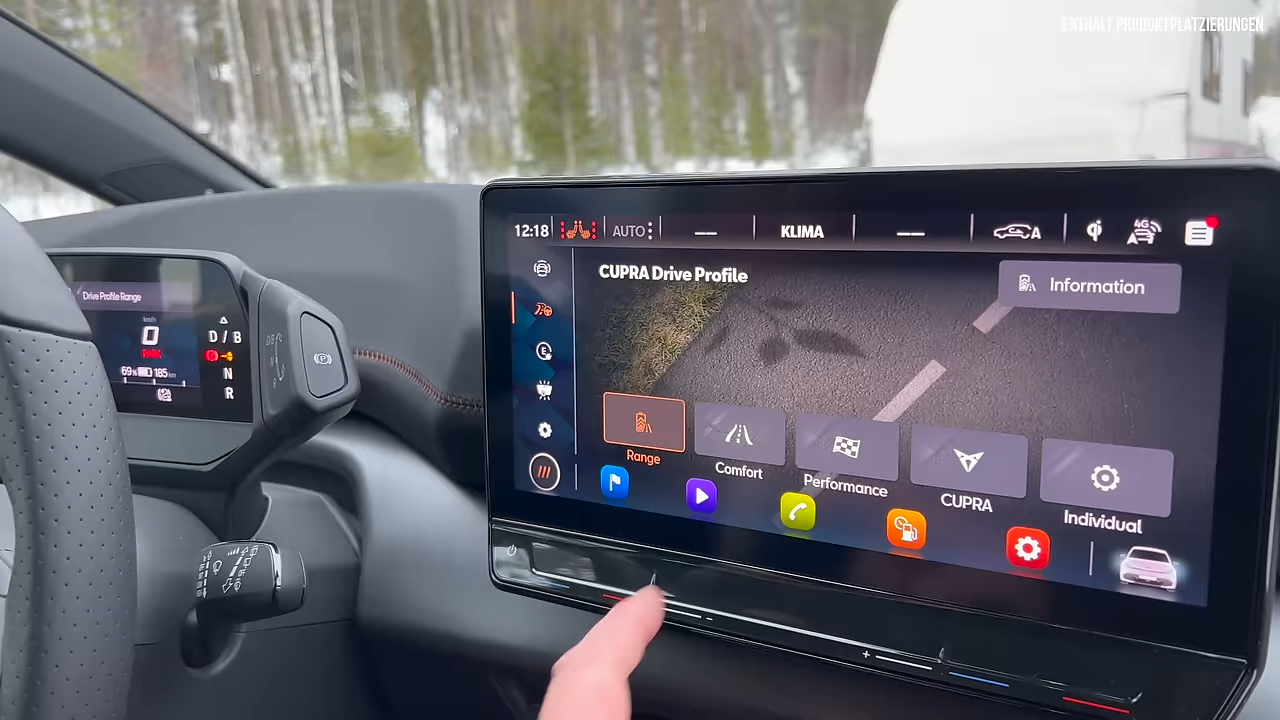 ENTHÄLT PRODUKTPLATZIERUNGEN
12:18
AUTO
KLIMA
A
4G
CUPRA Drive Profile
Information
Range
Comfort
Performance
CUPRA
Individual
Drive Profile Range
km/h
0
PARK
69% 185 km
D / B
N
R
(P)
+
-